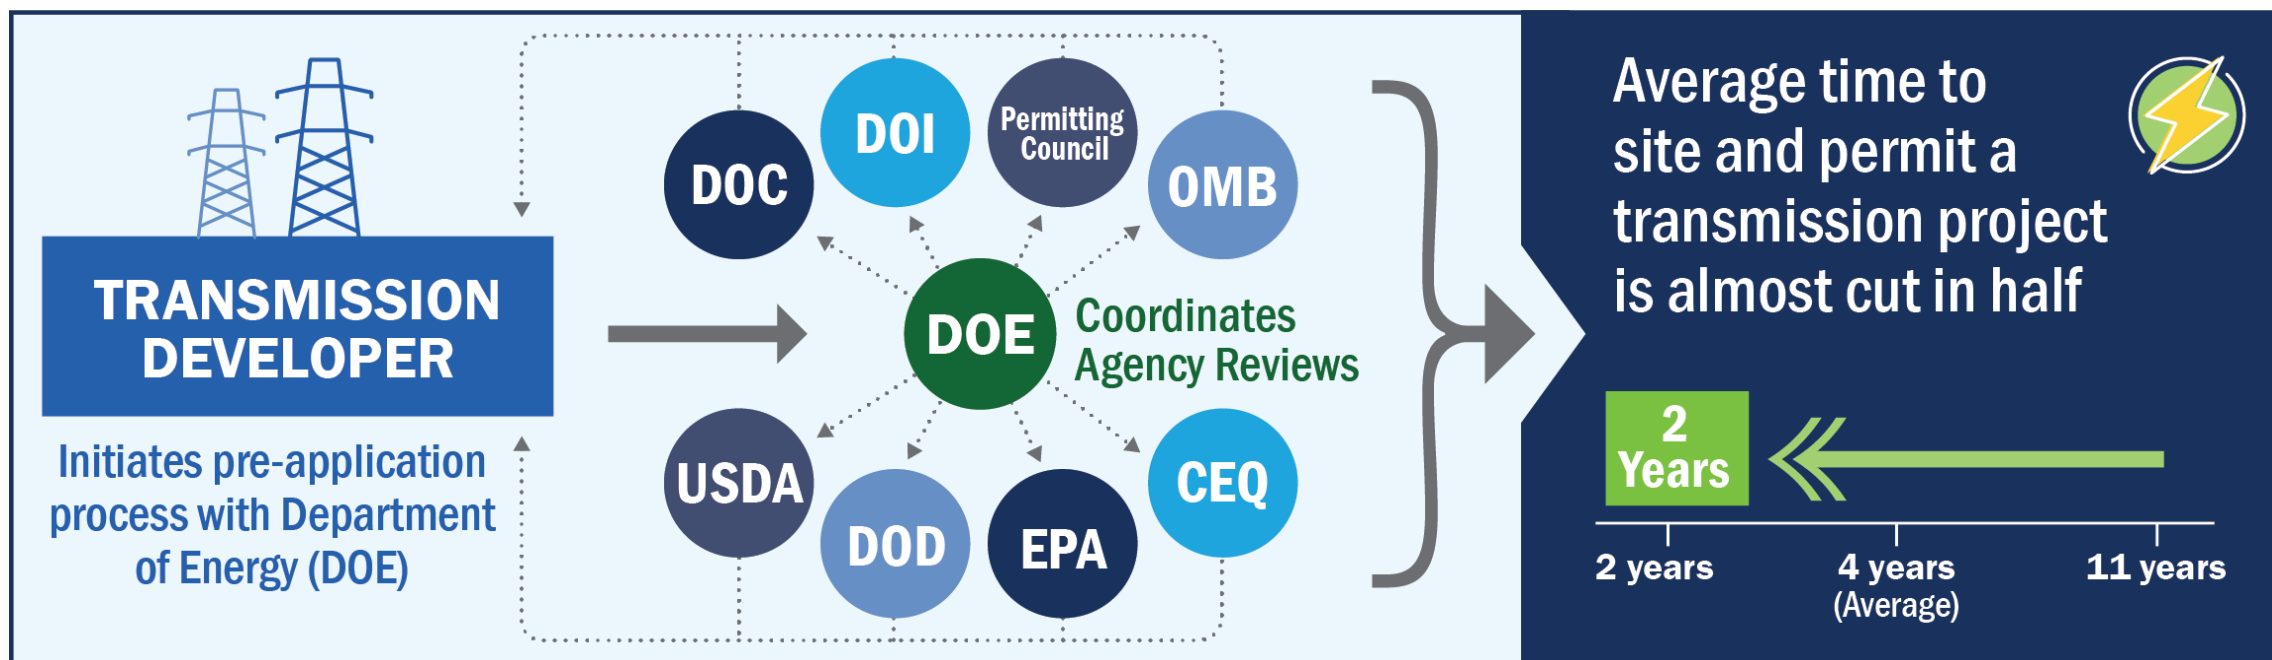 TRANSMISSION
DEVELOPER
Initiates pre-application
process with Department
of Energy (DOE)
DOC
DOI
Permitting
Council
OMB
DOE
Coordinates
Agency Reviews
USDA
DOD
EPA
CEQ
Average time to
site and permit a
transmission project
is almost cut in half
2
Years
2 years
4 years
(Average)
11 years